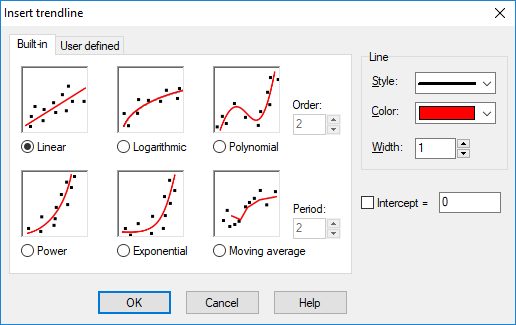 Insert trendline
Built-in
User defined
Order:
2
Linear
Logarithmic
Polynomial
Period:
2
Power
Exponential
Moving average
Line
Style:
Color:
Width:
1
Intercept =
0
OK
Cancel
Help